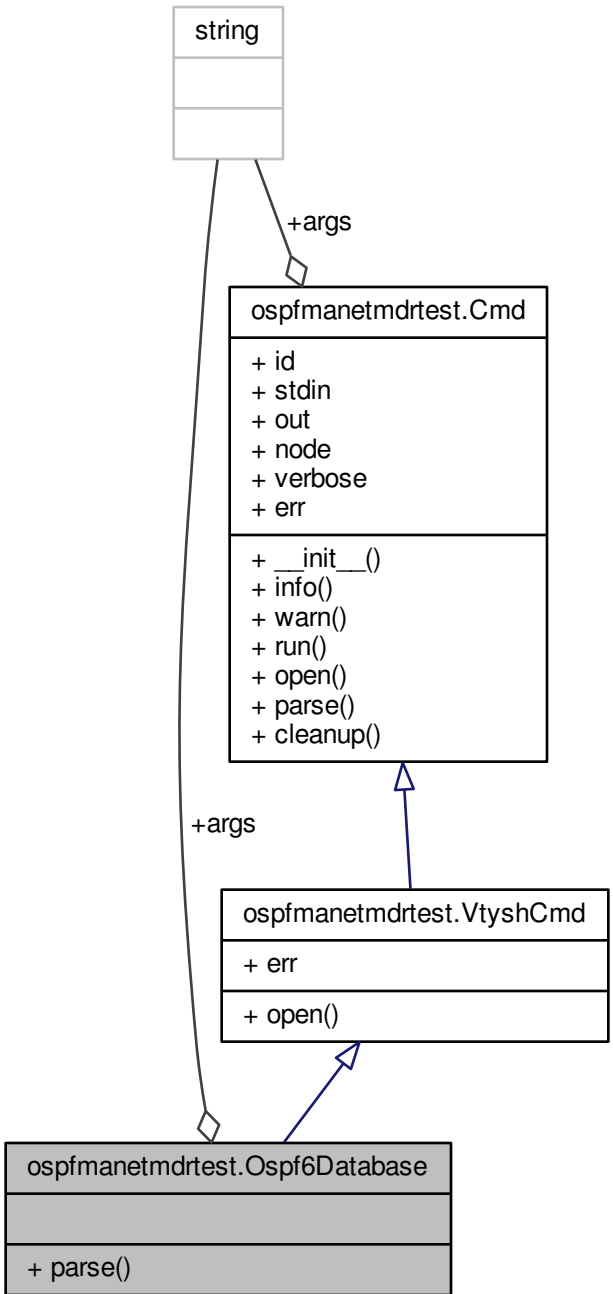 string
+args
ospfmanetmdrtest.Cmd
+ id
+ stdin
+ out
+ node
+ verbose
+ err
+ __init__()
+ info()
+ warn()
+ run()
+ open()
+ parse()
+ cleanup()
+args
ospfmanetmdrtest.VtyshCmd
+ err
+ open()
ospfmanetmdrtest.Ospf6Database
+ parse()